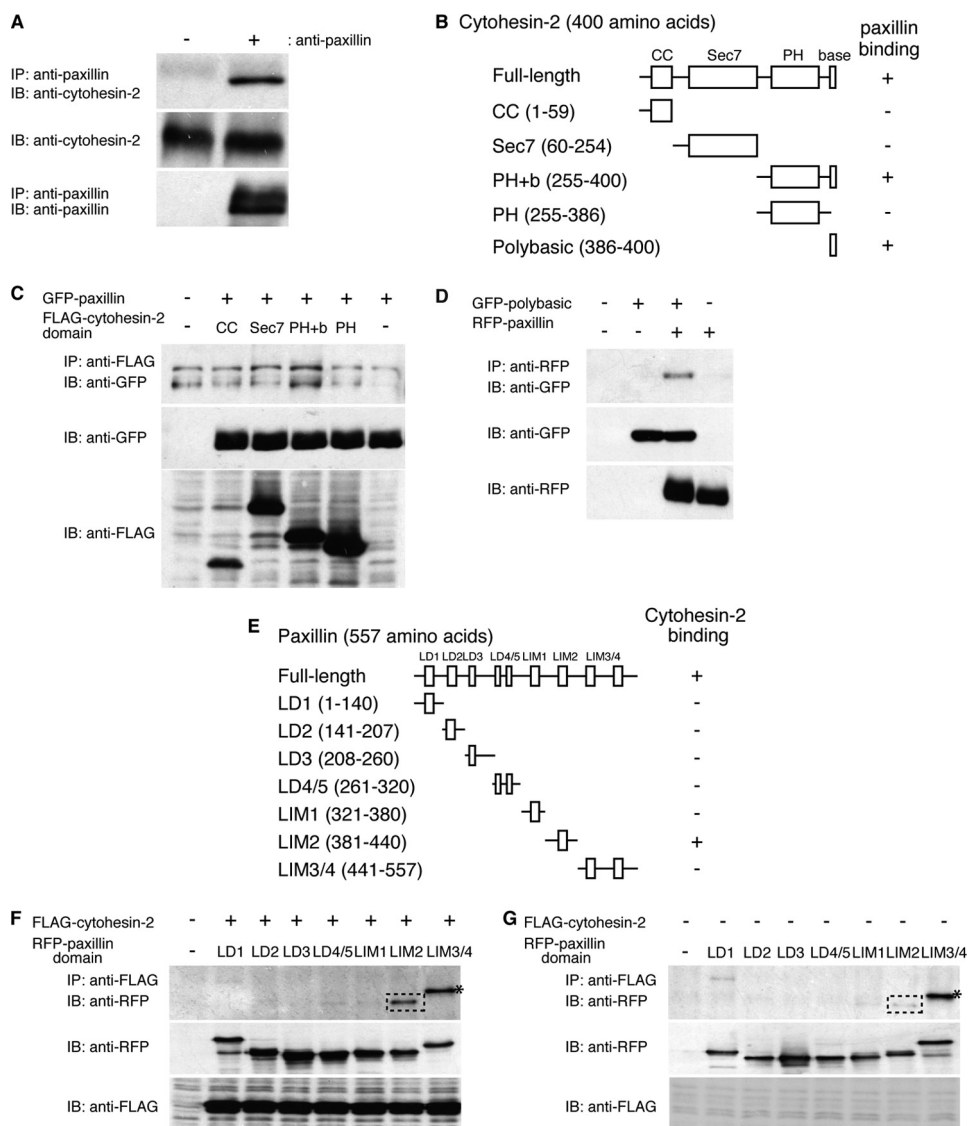 A
- + : anti-paxillin
IP: anti-paxillin
IB: anti-cytohesin-2
IB: anti-cytohesin-2
IP: anti-paxillin
IB: anti-paxillin
B Cytohesin-2 (400 amino acids) paxillin
binding
CC Sec7 PH base
Full-length +
CC (1-59) -
Sec7 (60-254) -
PH+b (255-400) +
PH (255-386) -
Polybasic (386-400) +
C
GFP-paxillin - + + + + +
FLAG-cytohesin-2
domain - CC Sec7 PH+b PH -
IP: anti-FLAG
IB: anti-GFP
IB: anti-GFP
IB: anti-FLAG
D
GFP-polybasic - + + -
RFP-paxillin - - + +
IP: anti-RFP
IB: anti-GFP
IB: anti-GFP
IB: anti-RFP
E Paxillin (557 amino acids) Cytohesin-2
binding
LD1 LD2 LD3 LD4/5 LIM1 LIM2 LIM3/4
Full-length +
LD1 (1-140) -
LD2 (141-207) -
LD3 (208-260) -
LD4/5 (261-320) -
LIM1 (321-380) -
LIM2 (381-440) +
LIM3/4 (441-557) -
F
FLAG-cytohesin-2 - + + + + + + +
RFP-paxillin
domain - LD1 LD2 LD3 LD4/5 LIM1 LIM2 LIM3/4
IP: anti-FLAG
IB: anti-RFP *
IB: anti-RFP
IB: anti-FLAG
G
FLAG-cytohesin-2 - - - - - - - -
RFP-paxillin
domain - LD1 LD2 LD3 LD4/5 LIM1 LIM2 LIM3/4
IP: anti-FLAG
IB: anti-RFP *
IB: anti-RFP
IB: anti-FLAG